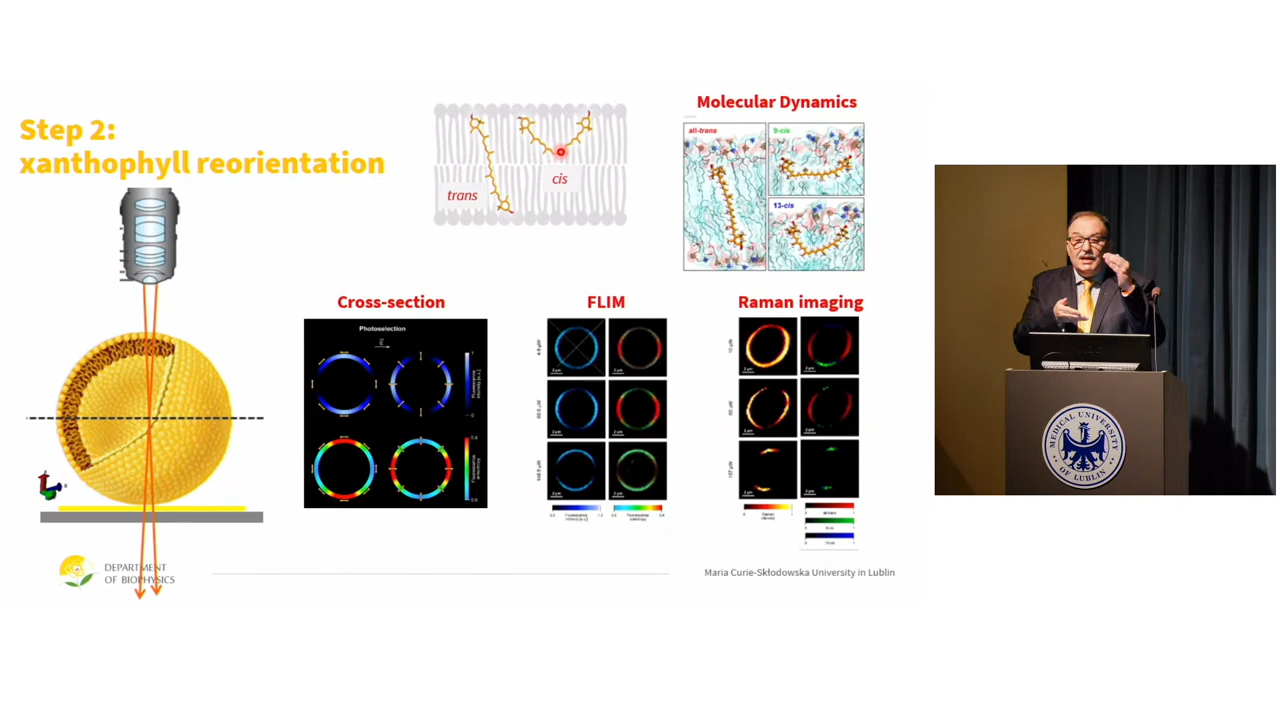 Step 2:
xanthophyll reorientation
trans
cis
Molecular Dynamics
all-trans
9-cis
13-cis
Cross-section
Photoselection
FLIM
Raman imaging
DEPARTMENT
OF BIOPHYSICS
Maria Curie-Skłodowska University in Lublin
MEDICAL UNIVERSITY
OF LUBLIN